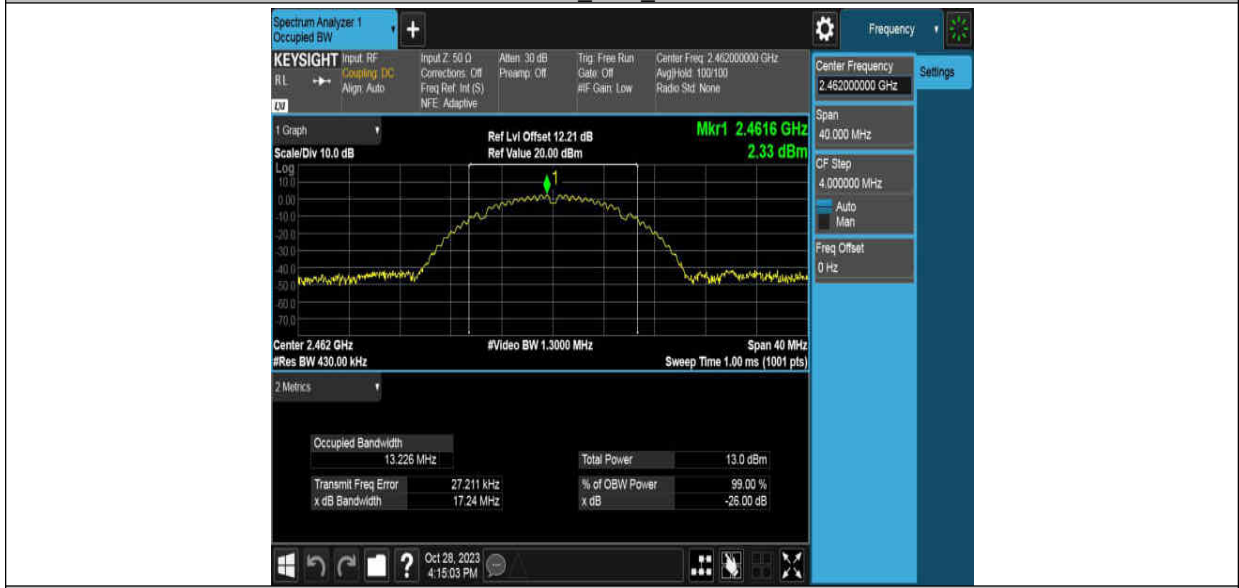 Spectrum Analyzer 1
Occupied BW
+
Frequency
KEYSIGHT
RL
Input: RF
Coupling: DC
Align: Auto
Input Z: 50 Ω
Corrections: Off
Freq Ref: Int (S)
NFE: Adaptive
Atten: 30 dB
Preamp: Off
Trig: Free Run
Gate: Off
#IF Gain: Low
Center Freq: 2.462000000 GHz
Avg|Hold: 100/100
Radio Std: None
Center Frequency
2.462000000 GHz
Settings
Span
40.000 MHz
CF Step
4.000000 MHz
Auto
Man
Freq Offset
0 Hz
1 Graph
Scale/Div 10.0 dB
Ref Lvl Offset 12.21 dB
Ref Value 20.00 dBm
Mkr1 2.4616 GHz
2.33 dBm
Log
10.0
0.00
-10.0
-20.0
-30.0
-40.0
-50.0
-60.0
-70.0
1
Center 2.462 GHz
#Video BW 1.3000 MHz
Span 40 MHz
#Res BW 430.00 kHz
Sweep Time 1.00 ms (1001 pts)
2 Metrics
Occupied Bandwidth
13.226 MHz
Total Power 13.0 dBm
Transmit Freq Error 27.211 kHz
% of OBW Power 99.00 %
x dB Bandwidth 17.24 MHz
x dB -26.00 dB
?
Oct 28, 2023
4:15:03 PM